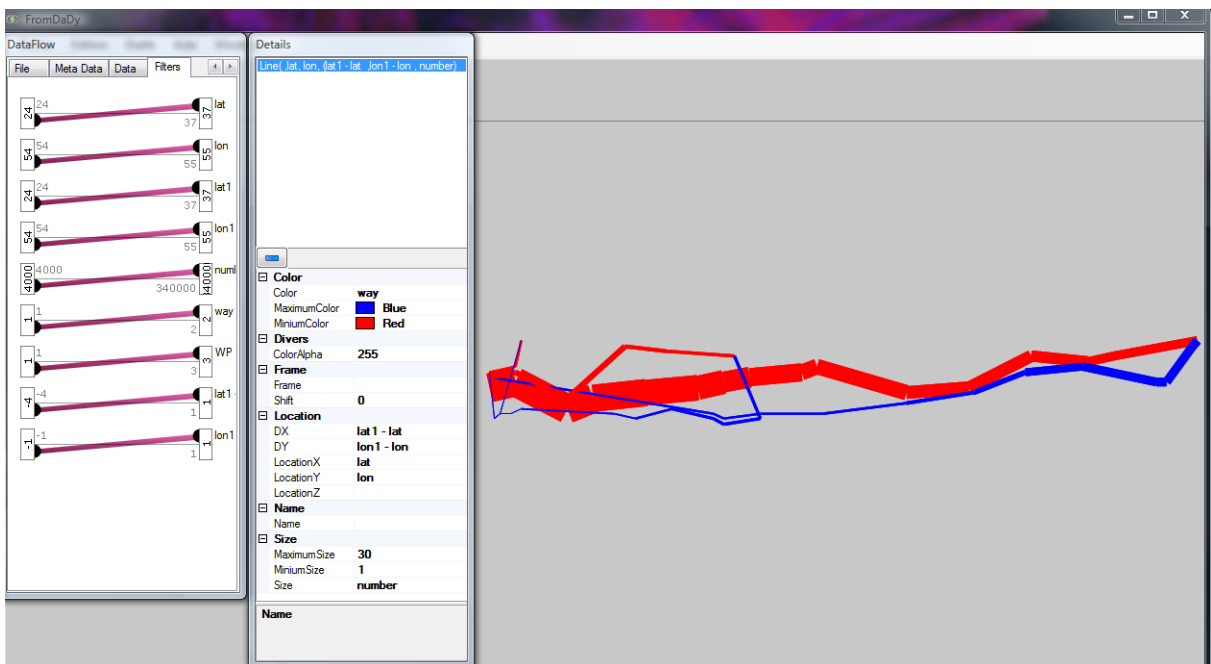 FromDaDy
DataFlow
File Meta Data Data Filters
24 24 lat
37 37
54 54 lon
55 55
24 24 lat1
37 37
54 54 lon1
55 55
4000 4000 numl
340000
1 1 way
2 2
1 1 WP
3 3
-4 -4 lat1
1 1
-1 -1 lon1
1 1
Details
Line( ,lat, lon, (lat1 - lat ,lon1 - lon , number)
Color
Color way
MaximumColor Blue
MiniumColor Red
Divers
ColorAlpha 255
Frame
Frame
Shift 0
Location
DX lat1 - lat
DY lon1 - lon
LocationX lat
LocationY lon
LocationZ
Name
Name
Size
MaximumSize 30
MiniumSize 1
Size number
Name